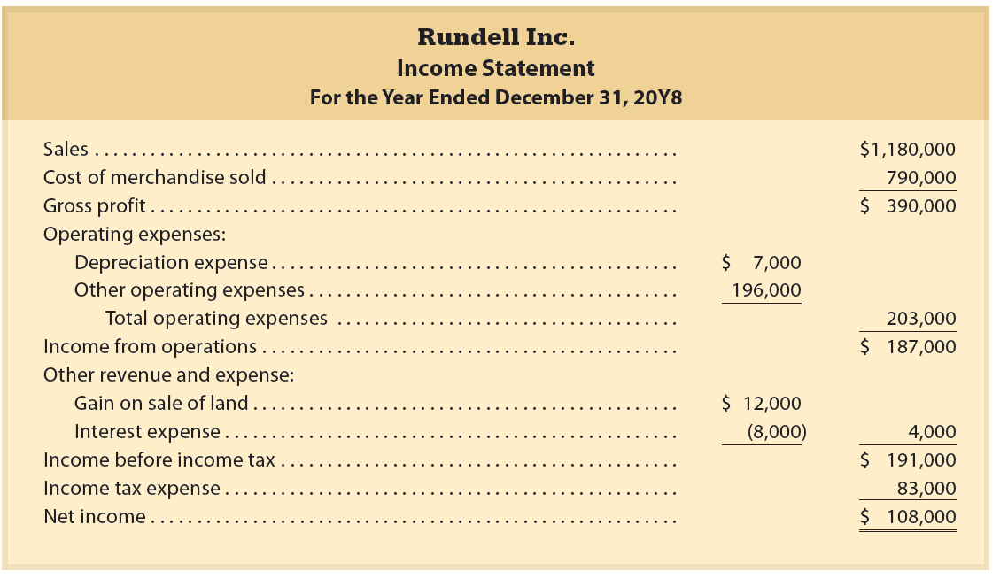 Rundell Inc.
Income Statement
For the Year Ended December 31, 20Y8
Sales . . . . . . . . . . . . . . . . . . . . $1,180,000
Cost of merchandise sold . . . . . . . . . . . . . . . . . . . . 790,000
Gross profit . . . . . . . . . . . . . . . . . . . . $ 390,000
Operating expenses:
Depreciation expense . . . . . . . . . . . . . . . . . . . . $ 7,000
Other operating expenses . . . . . . . . . . . . . . . . . . . . 196,000
Total operating expenses . . . . . . . . . . . . . . . . . . . . 203,000
Income from operations . . . . . . . . . . . . . . . . . . . . $ 187,000
Other revenue and expense:
Gain on sale of land . . . . . . . . . . . . . . . . . . . . $ 12,000
Interest expense . . . . . . . . . . . . . . . . . . . . (8,000) 4,000
Income before income tax . . . . . . . . . . . . . . . . . . . . $ 191,000
Income tax expense . . . . . . . . . . . . . . . . . . . . 83,000
Net income . . . . . . . . . . . . . . . . . . . . $ 108,000